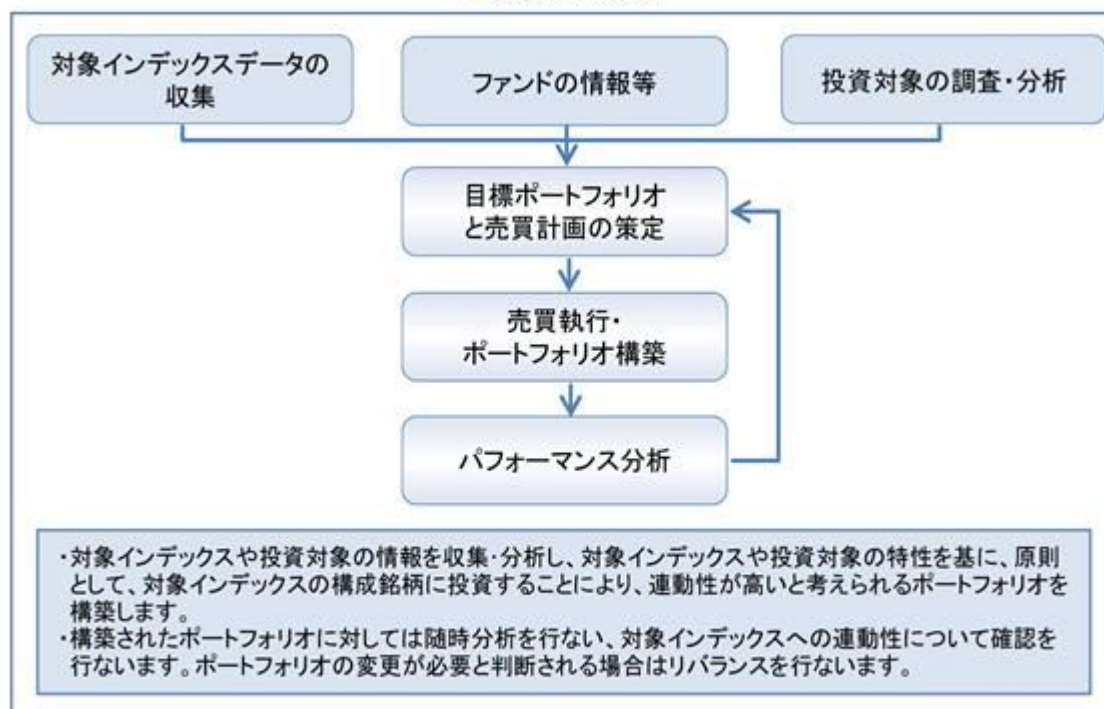 対象インデックスデータの
収集
ファンドの情報等
投資対象の調査・分析
目標ポートフォリオ
と売買計画の策定
売買執行・
ポートフォリオ構築
パフォーマンス分析
・対象インデックスや投資対象の情報を収集・分析し、対象インデックスや投資対象の特性を基に、原則
として、対象インデックスの構成銘柄に投資することにより、連動性が高いと考えられるポートフォリオを
構築します。
・構築されたポートフォリオに対しては随時分析を行ない、対象インデックスへの連動性について確認を
行ないます。ポートフォリオの変更が必要と判断される場合はリバランスを行ないます。